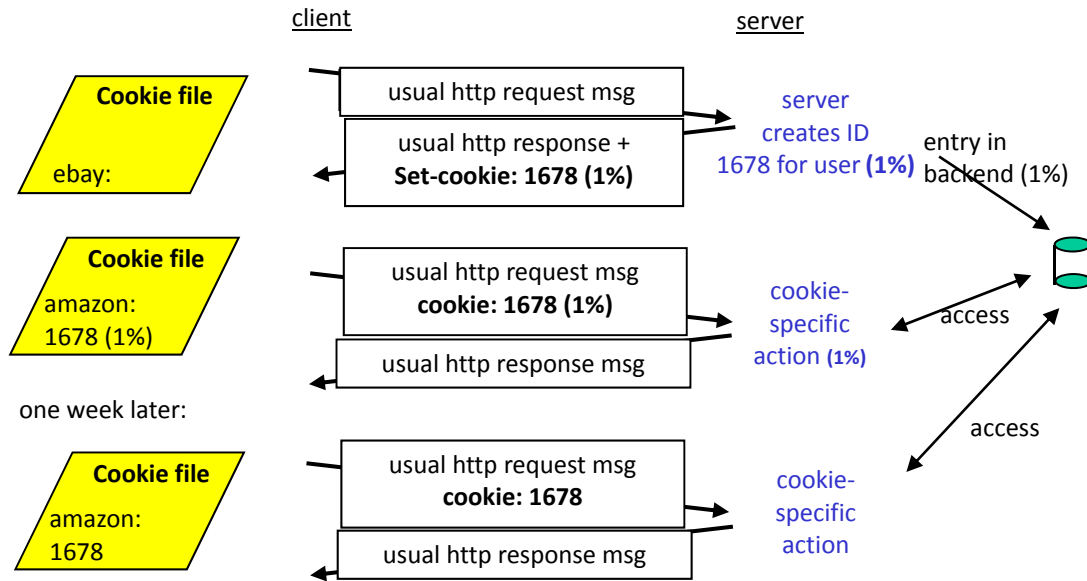 client
server
Cookie file
ebay:
usual http request msg
usual http response +
Set-cookie: 1678 (1%)
server
creates ID
1678 for user (1%)
entry in
backend (1%)
Cookie file
amazon:
1678 (1%)
usual http request msg
cookie: 1678 (1%)
usual http response msg
cookie-
specific
action (1%)
access
one week later:
access
Cookie file
amazon:
1678
usual http request msg
cookie: 1678
usual http response msg
cookie-
specific
action